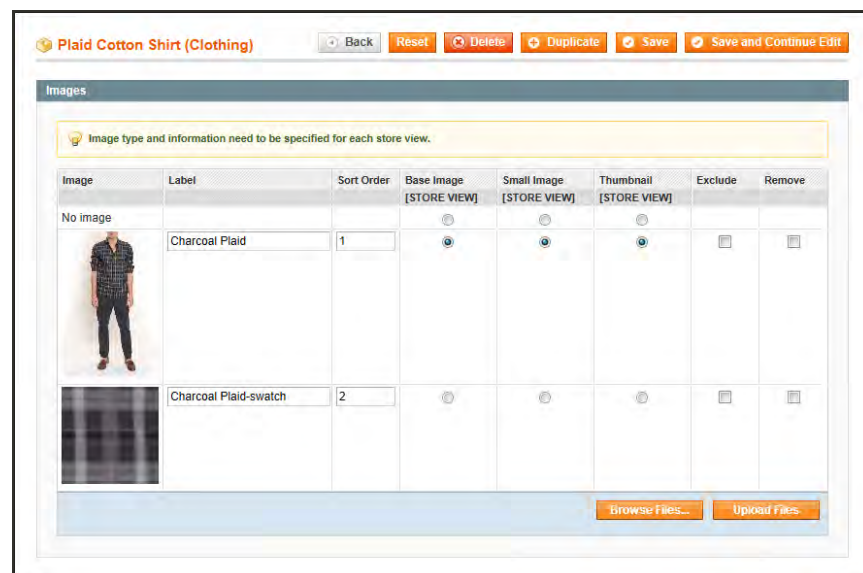 Plaid Cotton Shirt (Clothing) Back Reset Delete Duplicate Save Save and Continue Edit
Images
Image type and information need to be specified for each store view.
Image Label Sort Order Base Image Small Image Thumbnail Exclude Remove
[STORE VIEW] [STORE VIEW] [STORE VIEW]
No image
Charcoal Plaid 1
Charcoal Plaid-swatch 2
Browse Files... Upload Files